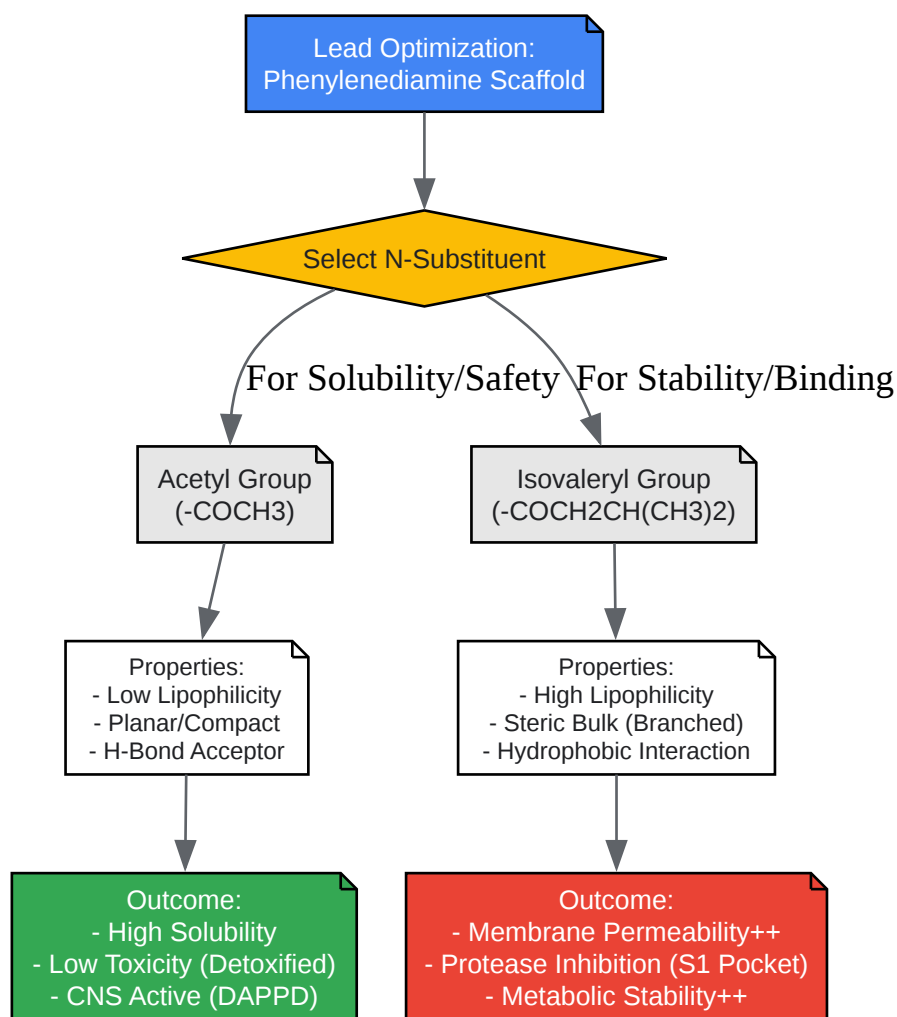 Lead Optimization:
Phenylenediamine Scaffold
Select N-Substituent
For Solubility/Safety
For Stability/Binding
Acetyl Group
(-COCH3)
Isovaleryl Group
(-COCH2CH(CH3)2)
Properties:
- Low Lipophilicity
- Planar/Compact
- H-Bond Acceptor
Properties:
- High Lipophilicity
- Steric Bulk (Branched)
- Hydrophobic Interaction
Outcome:
- High Solubility
- Low Toxicity (Detoxified)
- CNS Active (DAPPD)
Outcome:
- Membrane Permeability++
- Protease Inhibition (S1 Pocket)
- Metabolic Stability++